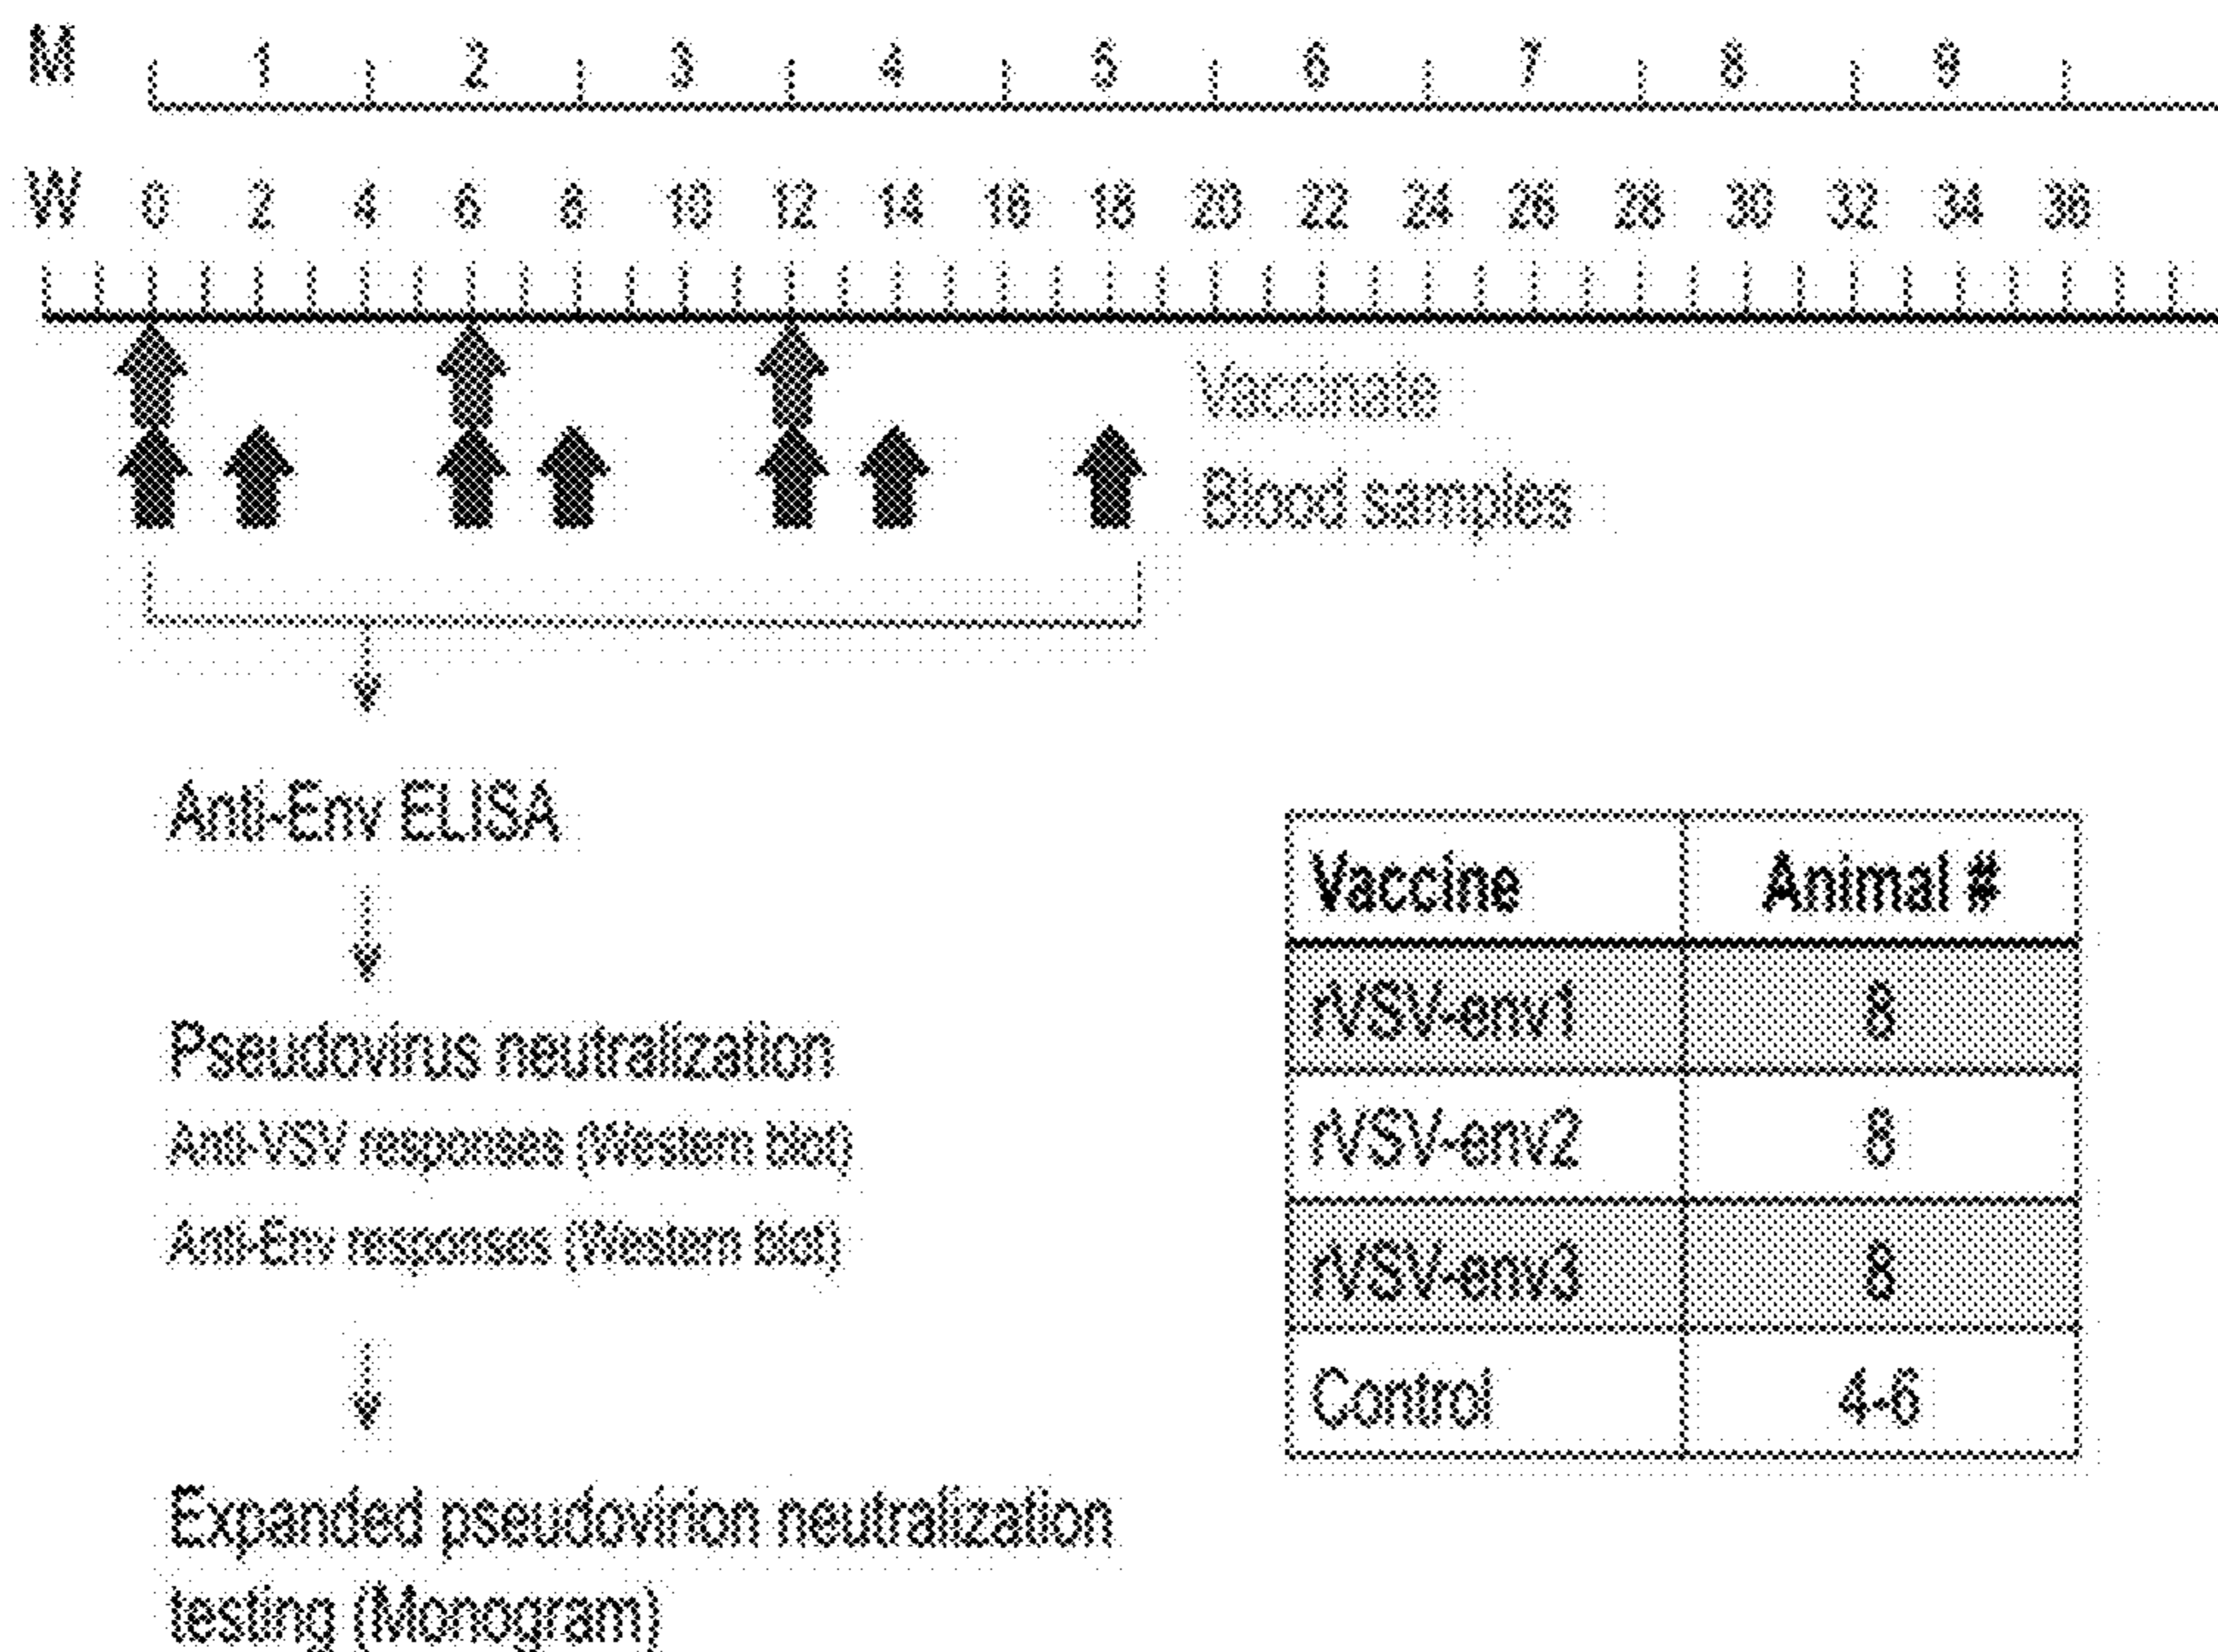 M 1 2 3 4 5 6 7 8 9
W 0 2 4 6 8 10 12 14 16 18 20 22 24 26 28 30 32 34 36
Vaccinate
Blood samples
Anti-Env ELISA
Pseudovirus neutralization
Anti-VSV responses (Western blot)
Anti-Env responses (Western blot)
Expanded pseudovirion neutralization
testing (Monogram)
Vaccine Animal #
rVSV-env1 8
rVSV-env2 8
rVSV-env3 8
Control 4-6